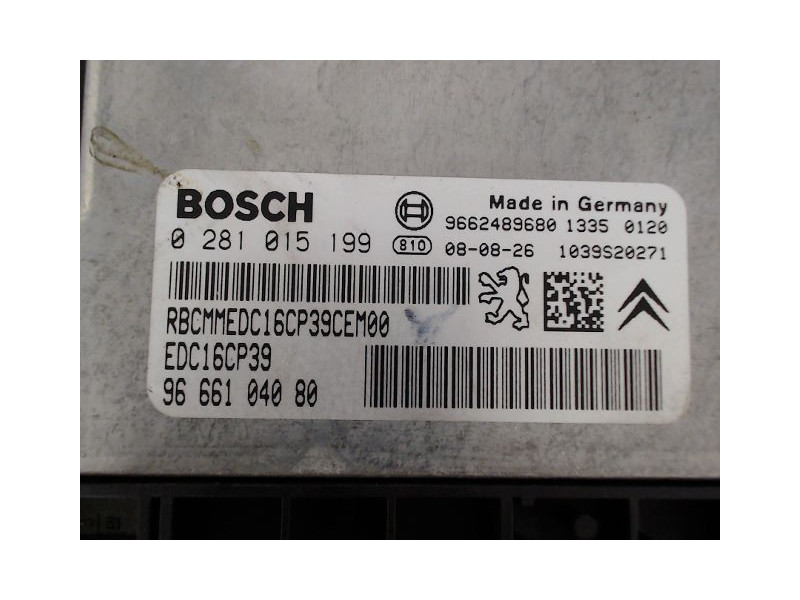 BOSCH
Made in Germany
9662489680 1335 0120
0 281 015 199
810
08-08-26 1039S20271
RBCMMEDC16CP39CEM00
EDC16CP39
96 661 040 80